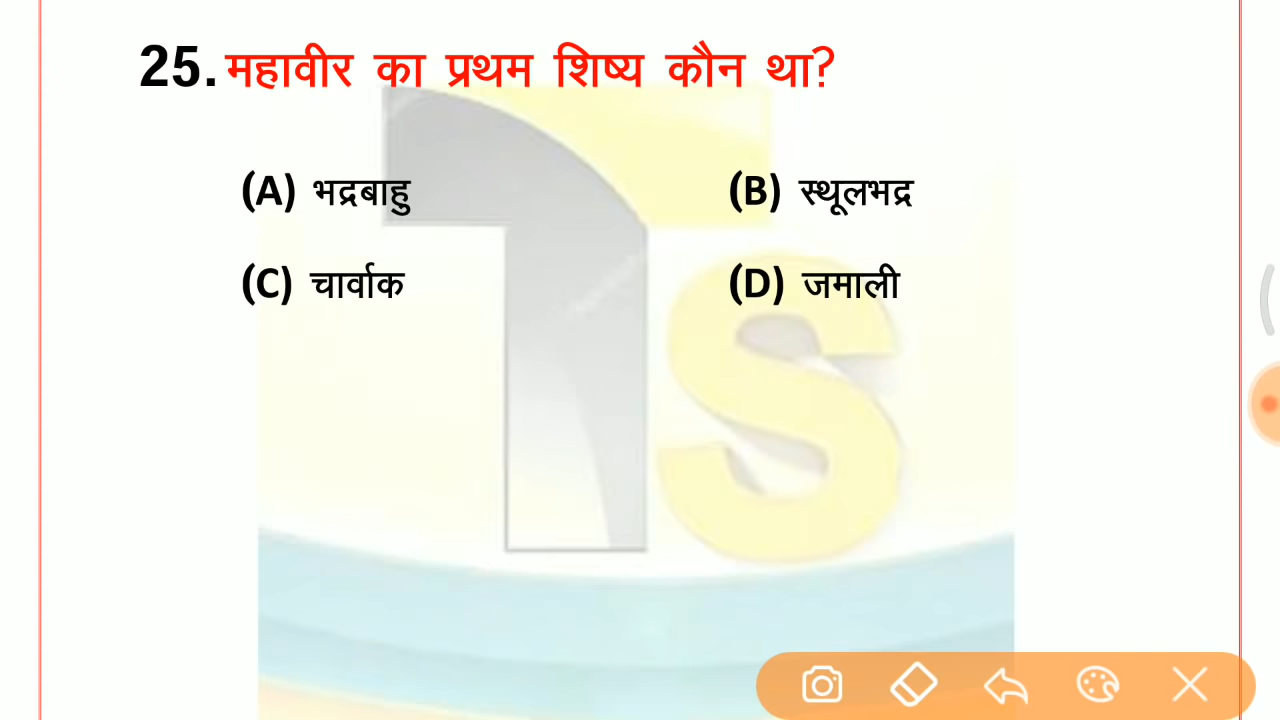 25. महावीर का प्रथम शिष्य कौन था?
(A) भद्रबाहु (B) स्थूलभद्र
(C) चार्वाक (D) जमाली